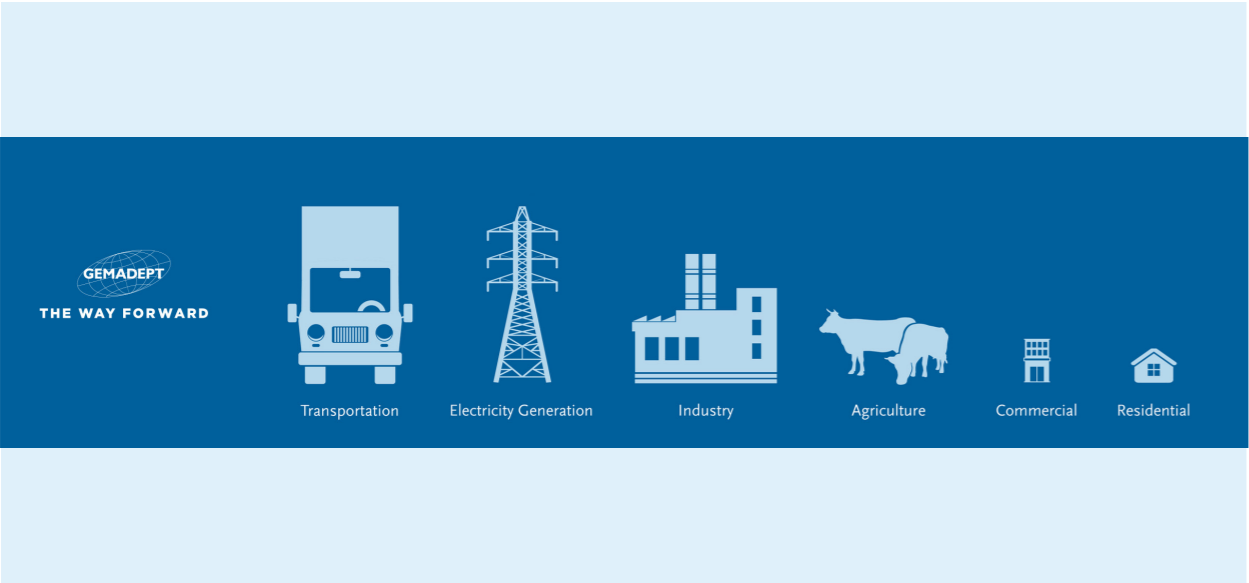 GEMADEPT
THE WAY FORWARD
Transportation
Electricity Generation
Industry
Agriculture
Commercial
Residential